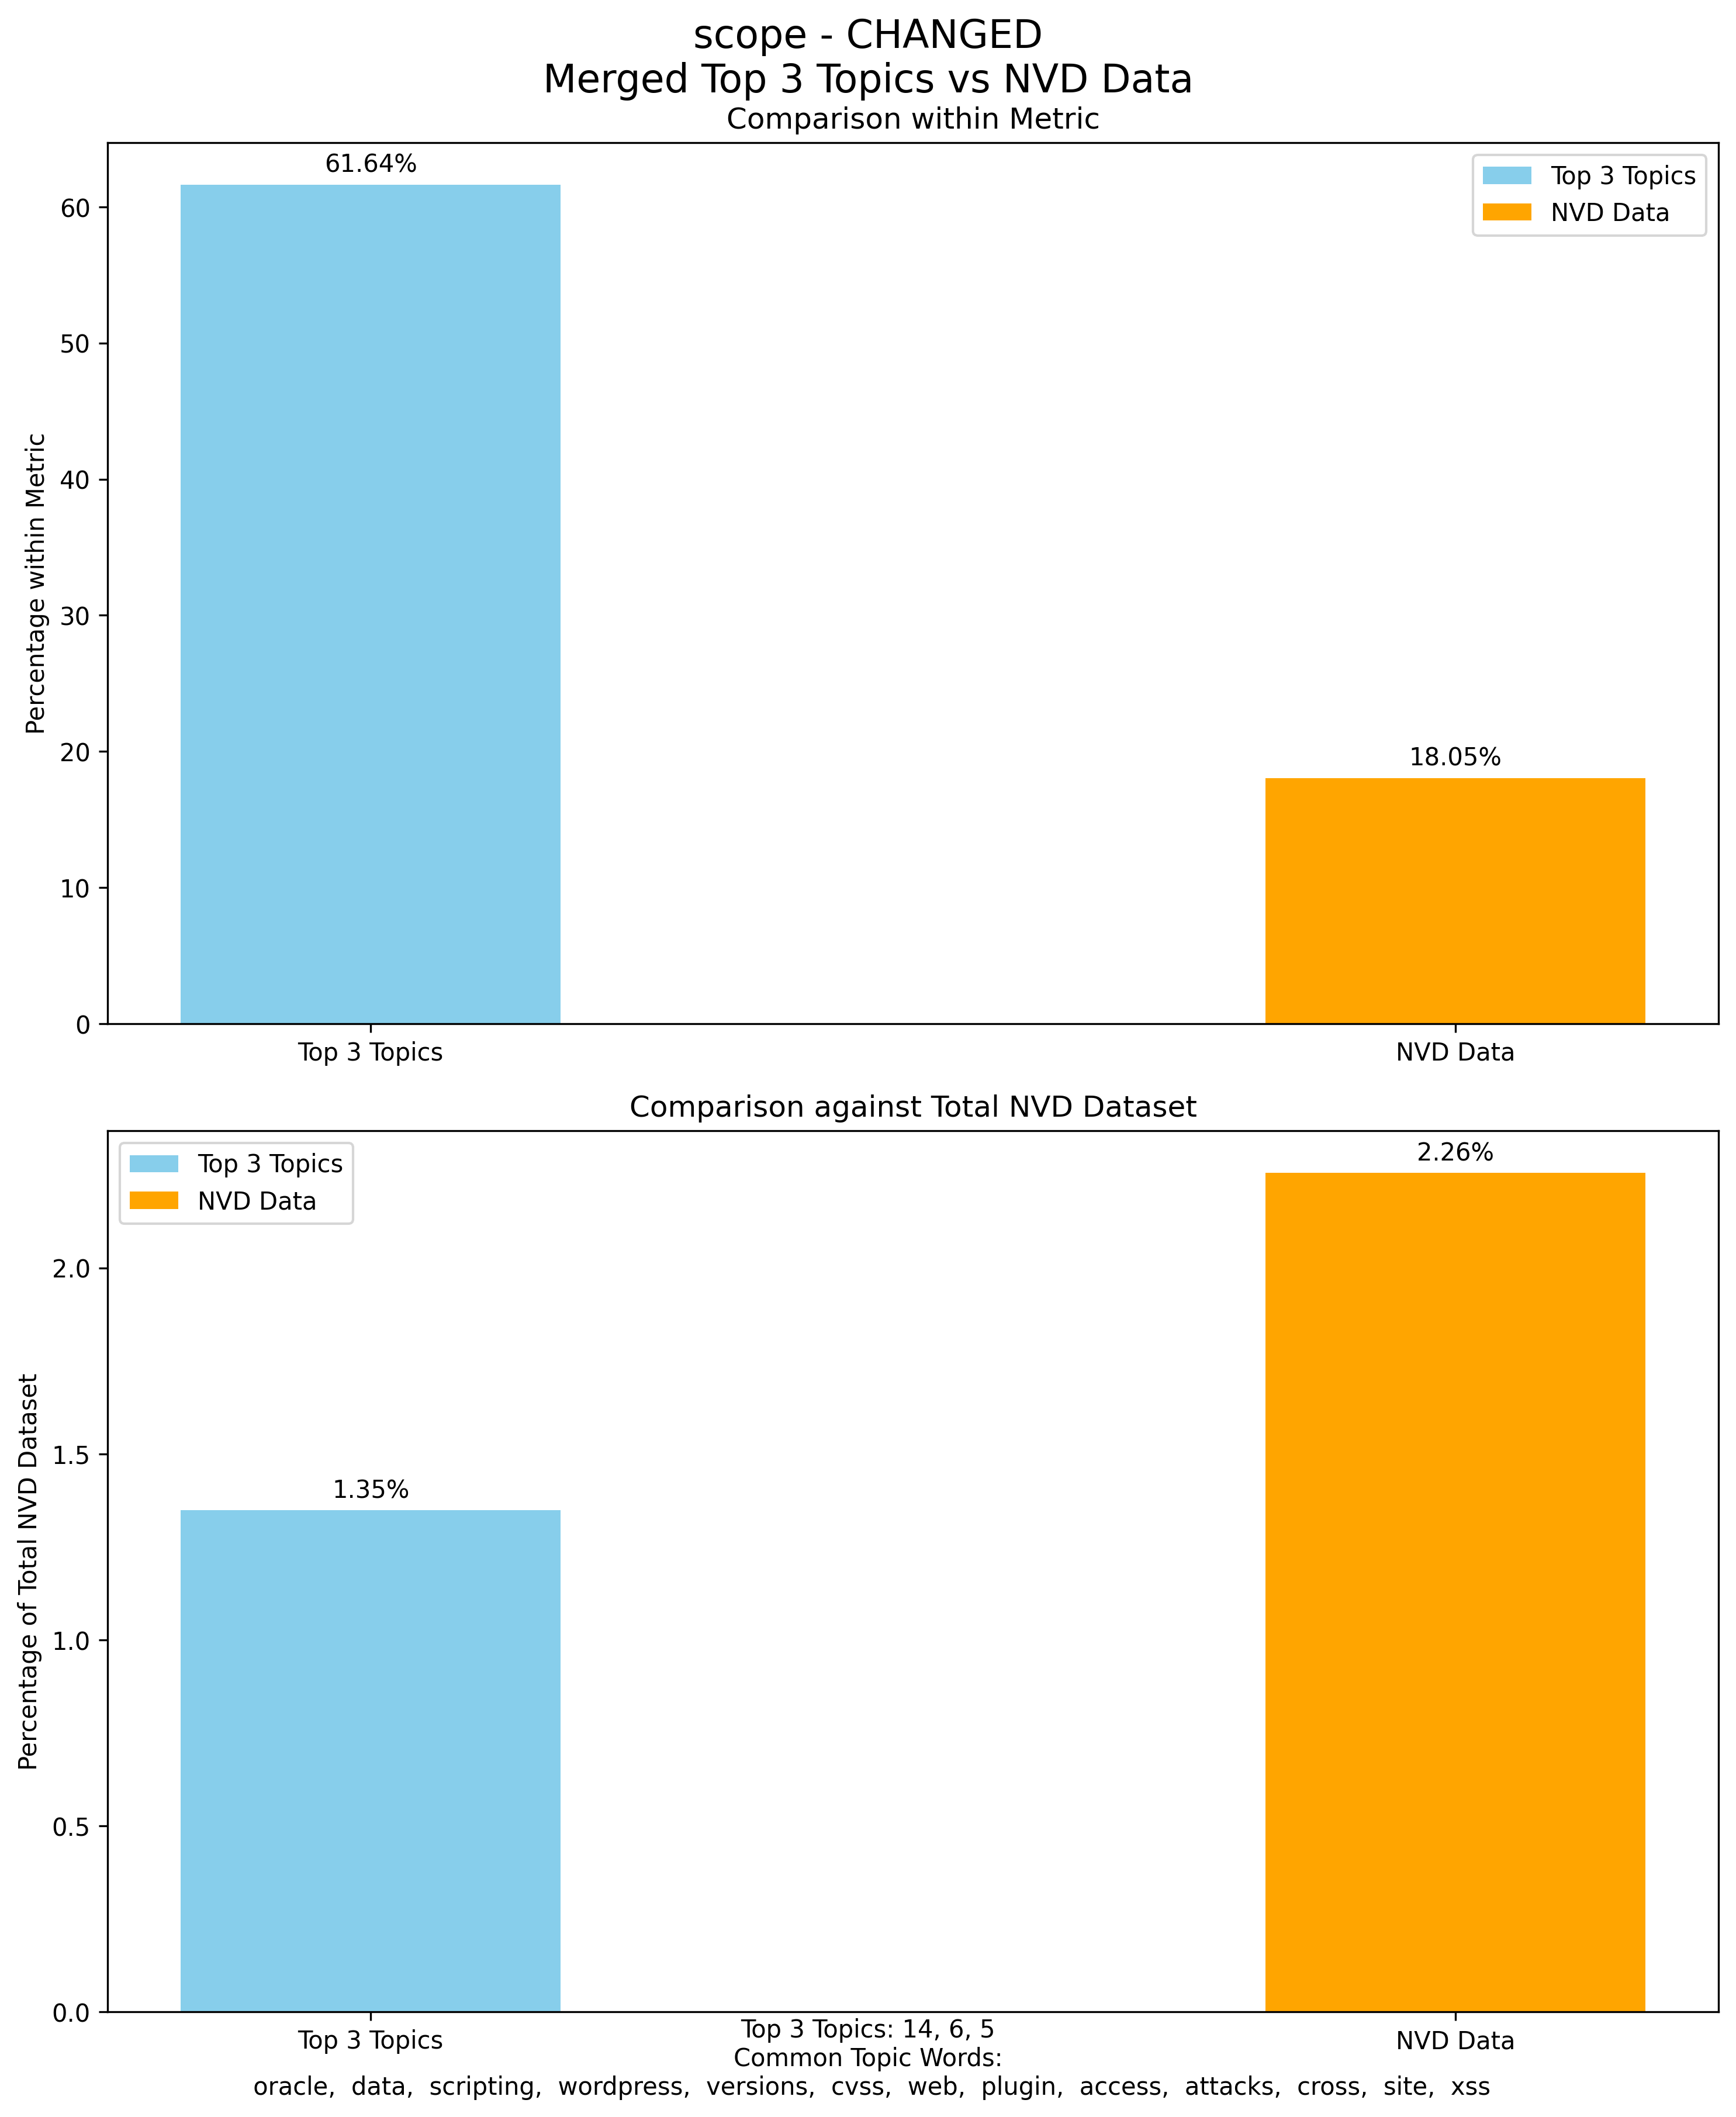 scope - CHANGED
Merged Top 3 Topics vs NVD Data
Comparison within Metric
61.64%
Top 3 Topics
NVD Data
60
50
40
30
20
10
0
Percentage within Metric
18.05%
Top 3 Topics
NVD Data
Comparison against Total NVD Dataset
Top 3 Topics
NVD Data
2.26%
2.0
1.5
1.0
0.5
0.0
Percentage of Total NVD Dataset
1.35%
Top 3 Topics
NVD Data
Top 3 Topics: 14, 6, 5
Common Topic Words:
oracle, data, scripting, wordpress, versions, cvss, web, plugin, access, attacks, cross, site, xss